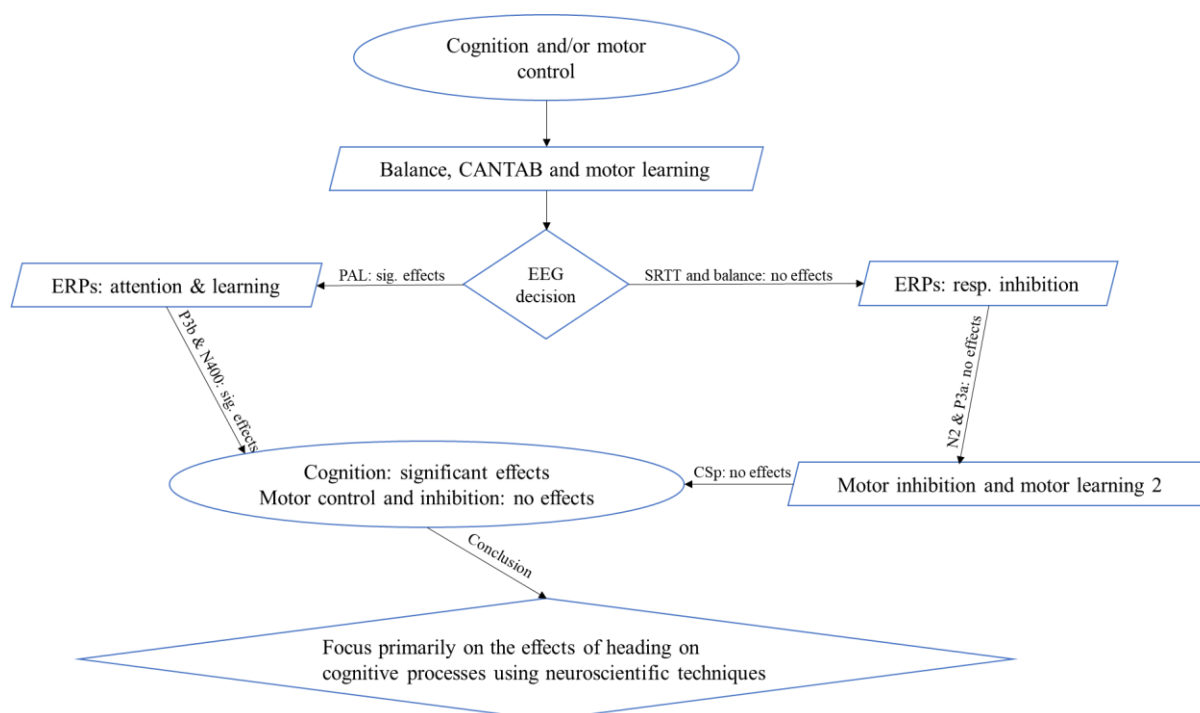 Cognition and/or motor
control
Balance, CANTAB and motor learning
EEG
decision
PAL: sig. effects
SRTT and balance: no effects
ERPs: attention & learning
ERPs: resp. inhibition
P3b & N400: sig. effects
N2 & P3a: no effects
Cognition: significant effects
Motor control and inhibition: no effects
CSp: no effects
Motor inhibition and motor learning 2
Conclusion
Focus primarily on the effects of heading on
cognitive processes using neuroscientific techniques